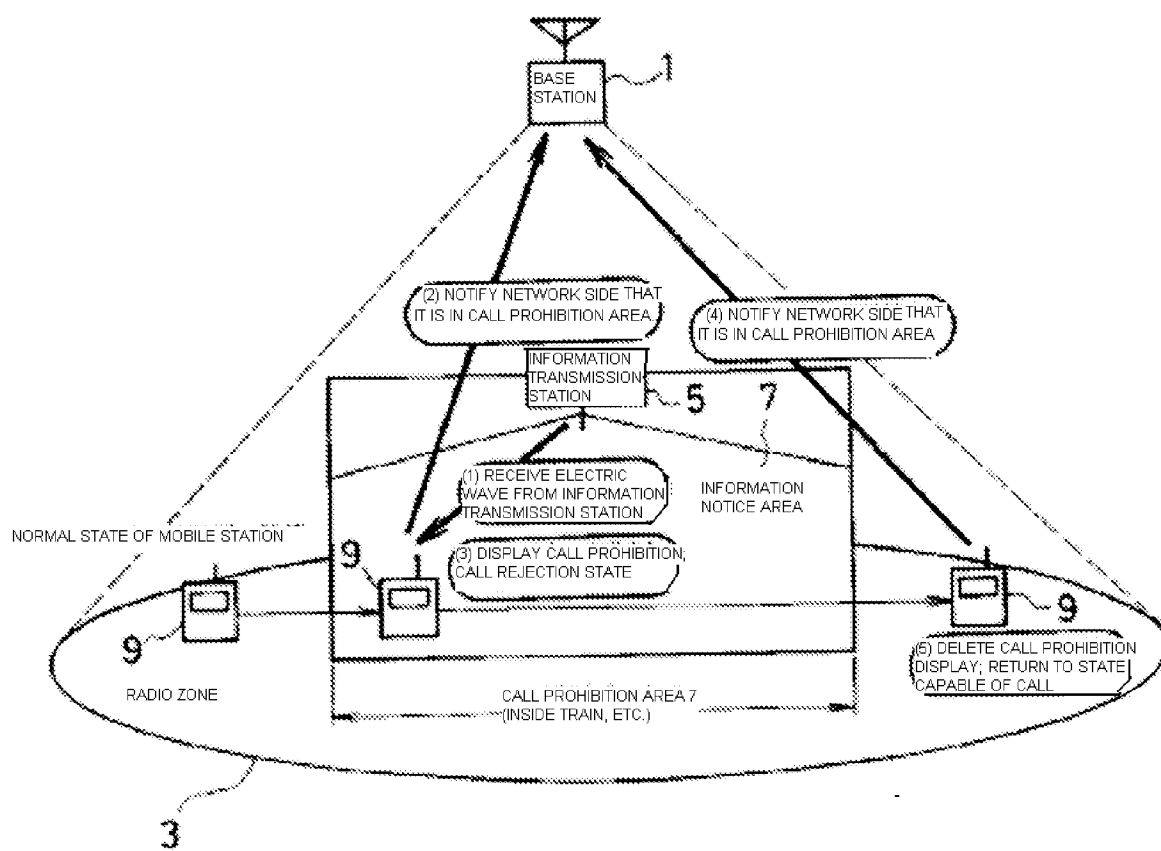 BASE
STATION
1
(2) NOTIFY NETWORK SIDE THAT
IT IS IN CALL PROHIBITION AREA
(4) NOTIFY NETWORK SIDE THAT
IT IS IN CALL PROHIBITION AREA
INFORMATION
TRANSMISSION
STATION
5
7
(1) RECEIVE ELECTRIC
WAVE FROM INFORMATION
TRANSMISSION STATION
INFORMATION
NOTICE AREA
NORMAL STATE OF MOBILE STATION
(3) DISPLAY CALL PROHIBITION;
CALL REJECTION STATE
9
9
9
(5) DELETE CALL PROHIBITION
DISPLAY; RETURN TO STATE
CAPABLE OF CALL
RADIO ZONE
CALL PROHIBITION AREA 7
(INSIDE TRAIN, ETC.)
3